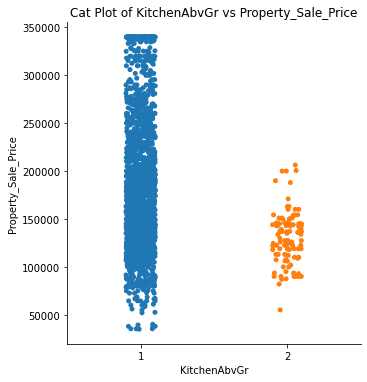 Cat Plot of KitchenAbvGr vs Property_Sale_Price
350000
300000
250000
200000
150000
100000
50000
Property_Sale_Price
1 2
KitchenAbvGr